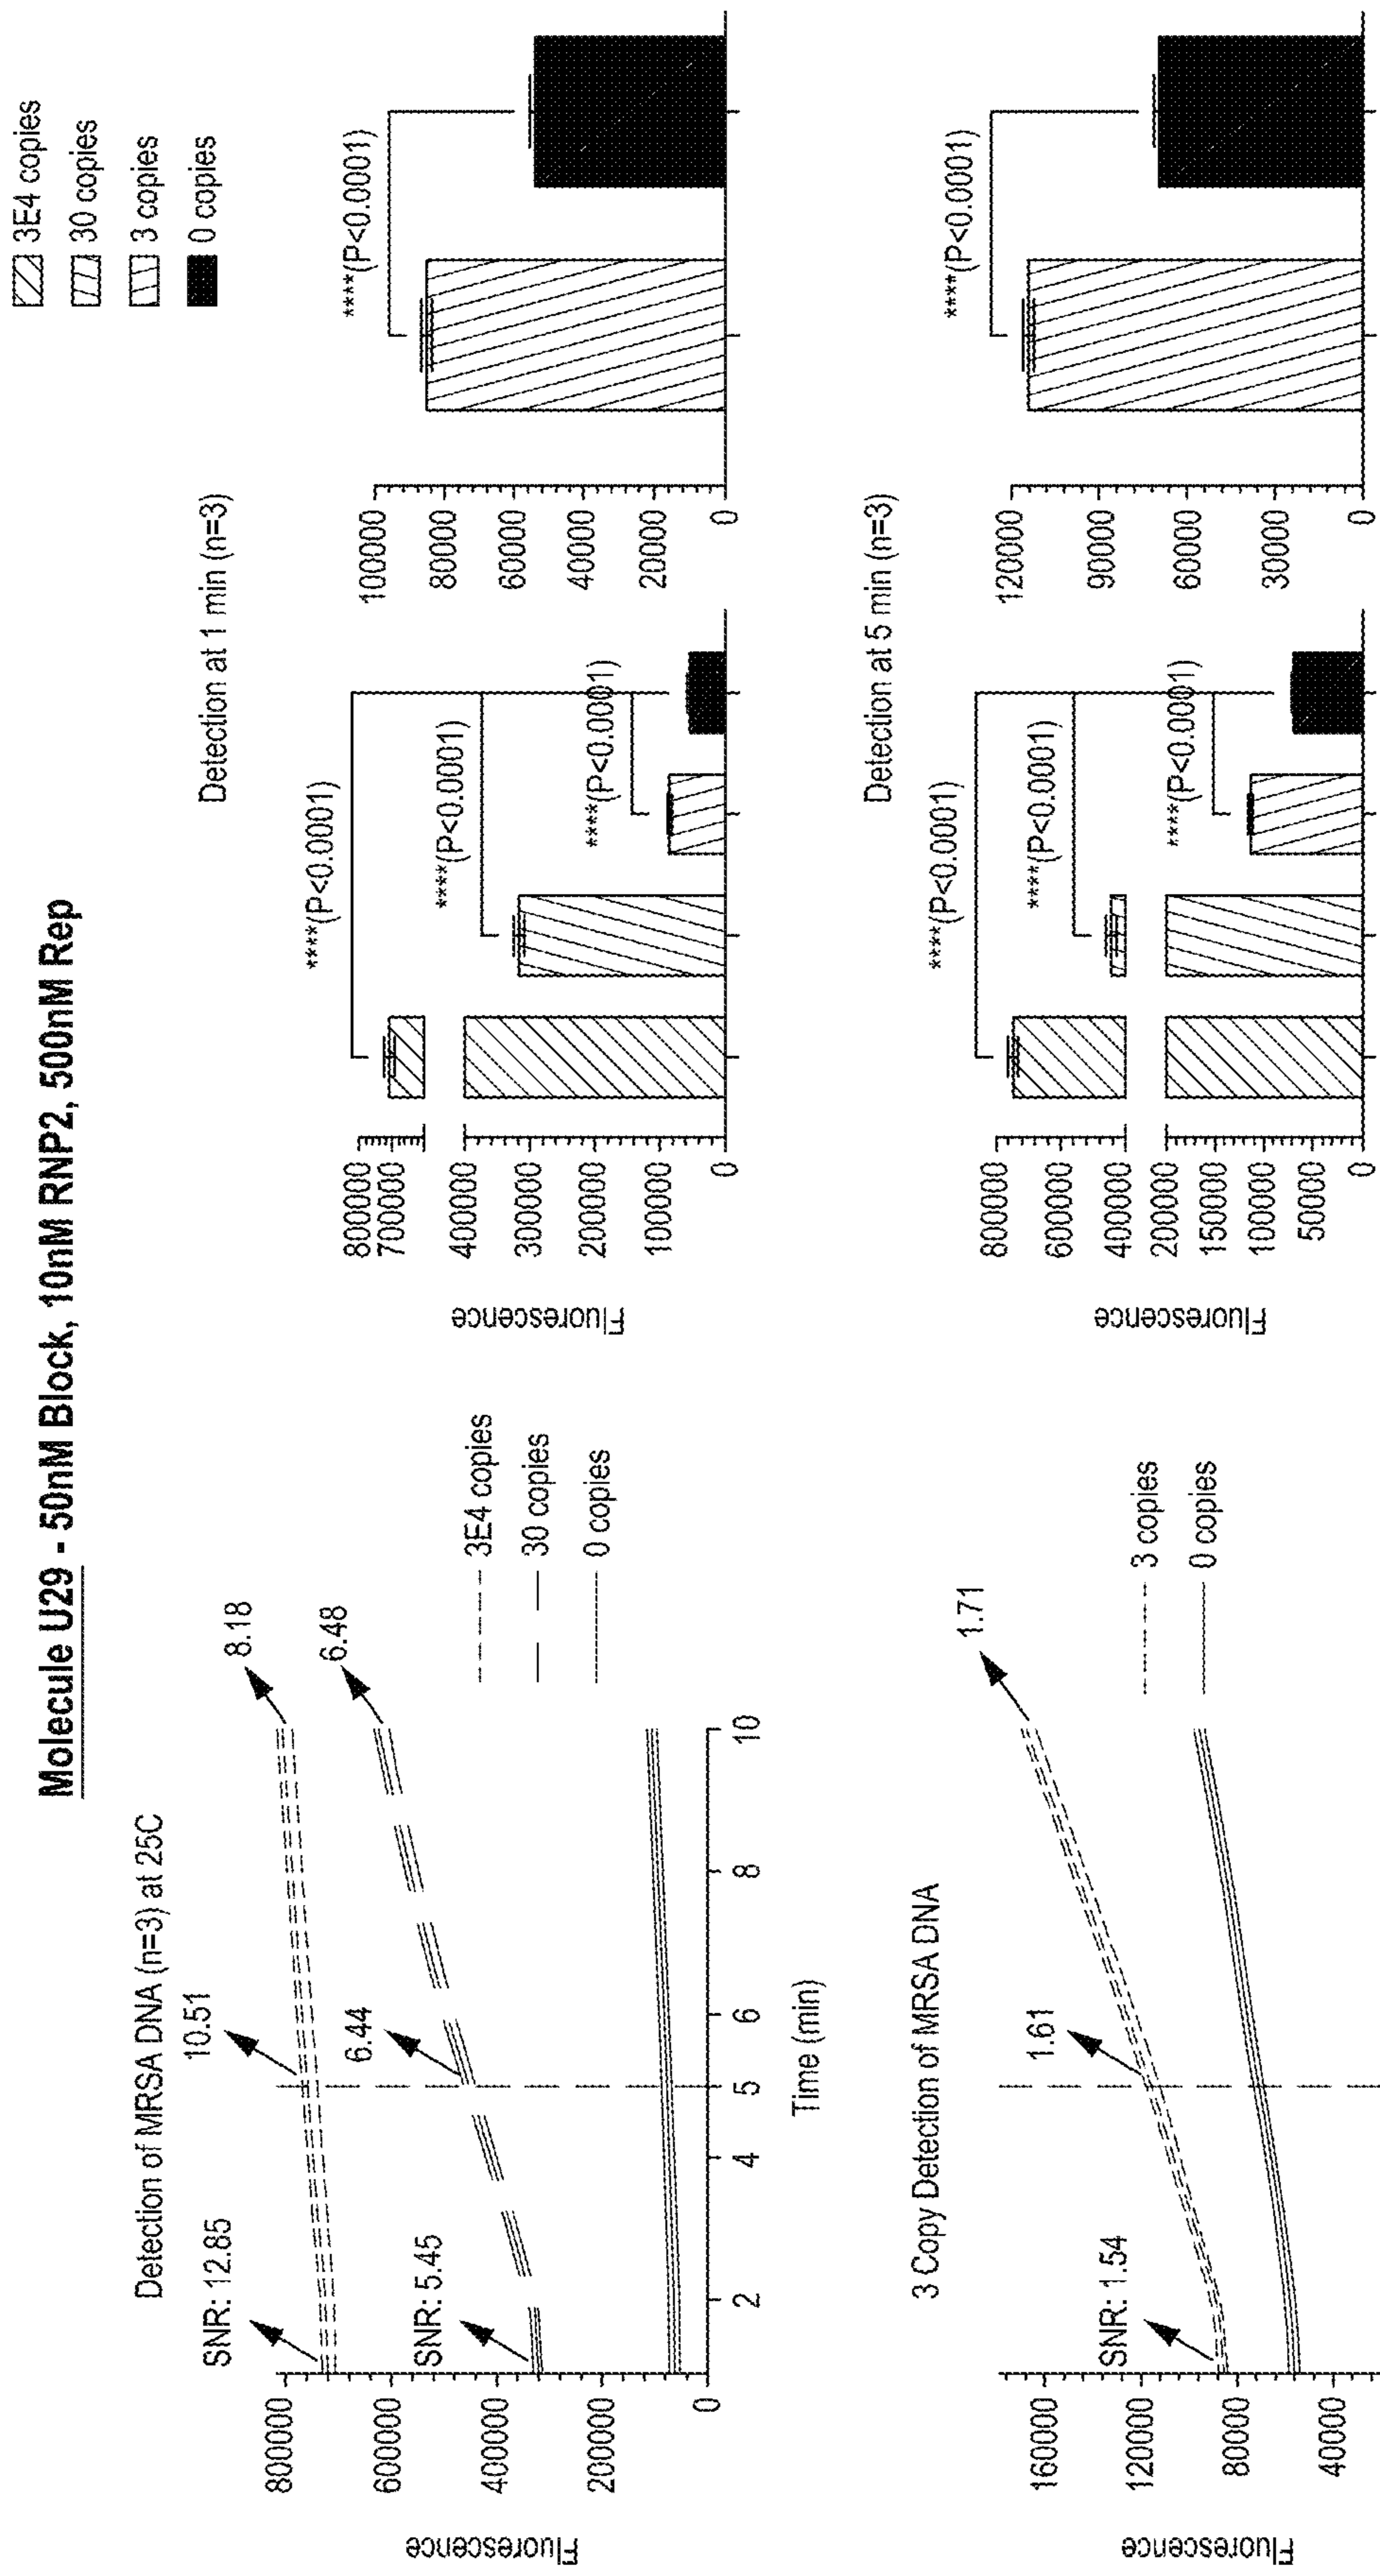 Molecule U29 - 50nM Block, 10nM RNP2, 500nM Rep
Detection of MRSA DNA (n=3) at 25C
Fluorescence
800000
600000
400000
200000
0
SNR: 12.85
10.51
8.18
SNR: 5.45
6.44
6.48
2
4
5
6
8
10
Time (min)
3E4 copies
30 copies
0 copies
3 Copy Detection of MRSA DNA
Fluorescence
160000
120000
80000
40000
SNR: 1.54
1.61
1.71
3 copies
0 copies
3E4 copies
30 copies
3 copies
0 copies
Detection at 1 min (n=3)
Fluorescence
800000
700000
400000
300000
200000
100000
0
****(P<0.0001)
****(P<0.0001)
****(P<0.0001)
100000
80000
60000
40000
20000
0
****(P<0.0001)
Detection at 5 min (n=3)
Fluorescence
800000
600000
400000
200000
150000
100000
50000
0
****(P<0.0001)
****(P<0.0001)
****(P<0.0001)
120000
90000
60000
30000
0
****(P<0.0001)